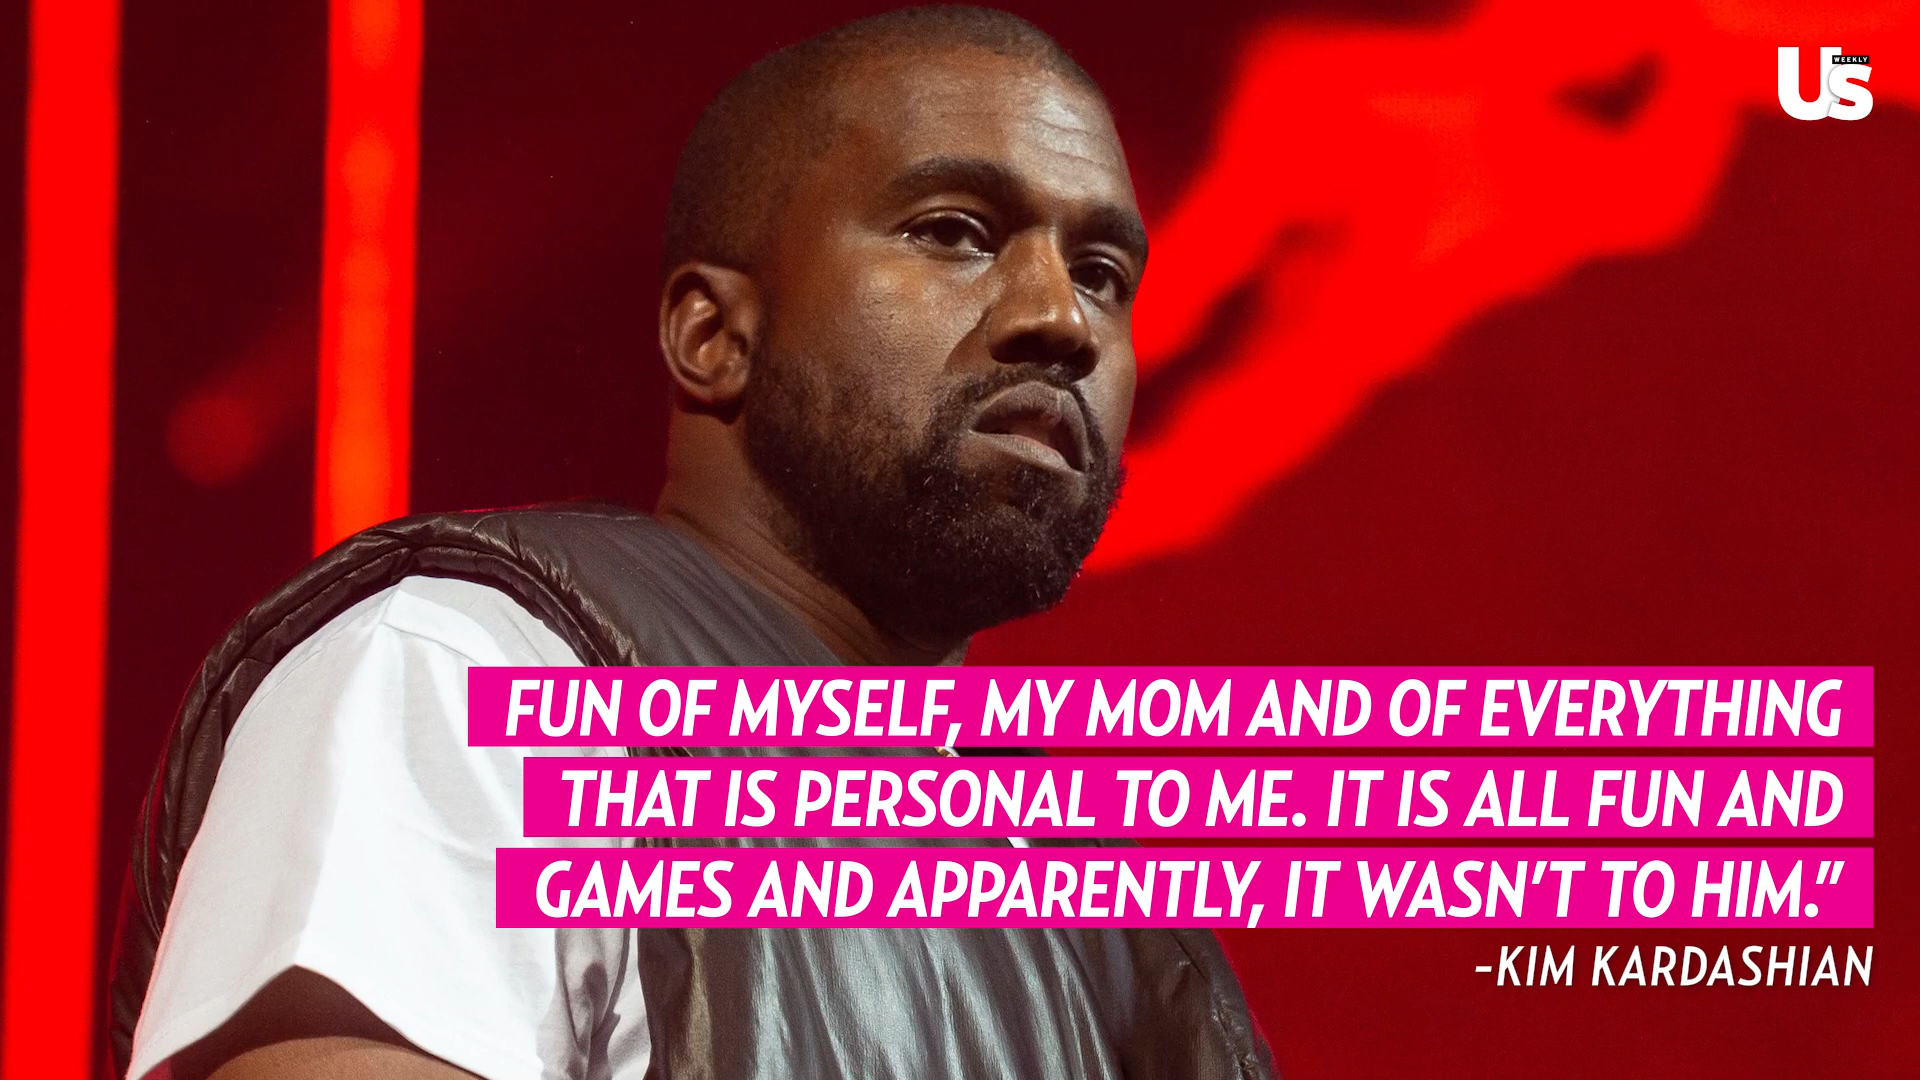 Us
WEEKLY
FUN OF MYSELF, MY MOM AND OF EVERYTHING
THAT IS PERSONAL TO ME. IT IS ALL FUN AND
GAMES AND APPARENTLY, IT WASN'T TO HIM.”
-KIM KARDASHIAN